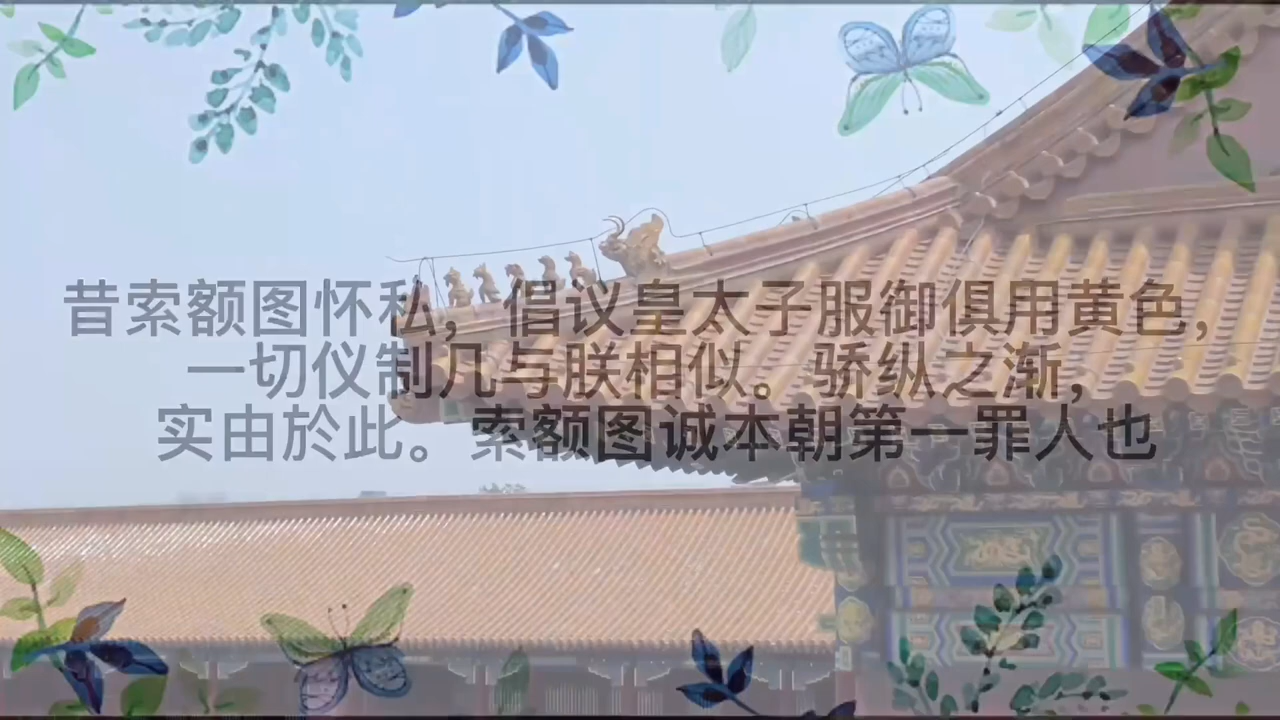 昔索额图怀私，倡议皇太子服御俱用黄色，
一切仪制几与朕相似。骄纵之渐，
实由於此。索额图诚本朝第一罪人也